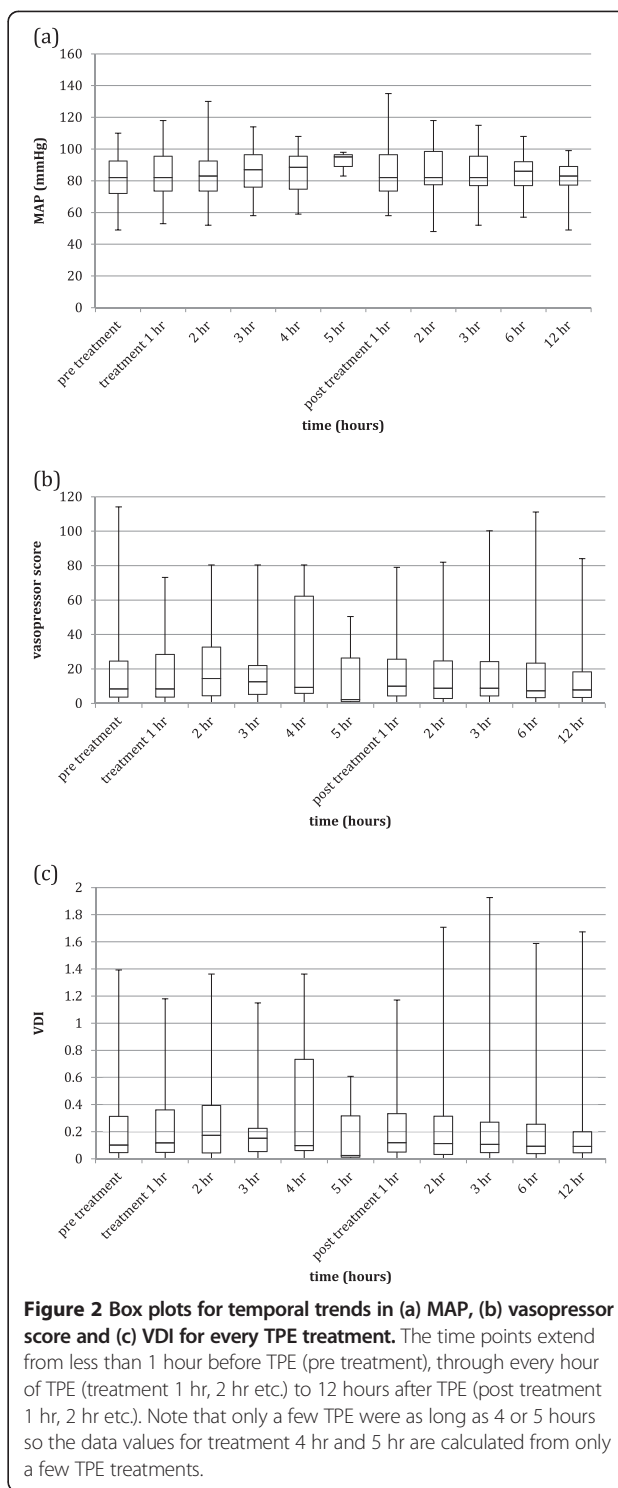 (a)
160
140
120
100
80
60
40
20
0
MAP (mmHg)
pre treatment
treatment 1 hr
2 hr
3 hr
4 hr
5 hr
post treatment 1 hr
2 hr
3 hr
6 hr
12 hr
time (hours)
(b)
120
100
80
60
40
20
0
vasopressor score
pre treatment
treatment 1 hr
2 hr
3 hr
4 hr
5 hr
post treatment 1 hr
2 hr
3 hr
6 hr
12 hr
time (hours)
(c)
2
1.8
1.6
1.4
1.2
1
0.8
0.6
0.4
0.2
0
VDI
pre treatment
treatment 1 hr
2 hr
3 hr
4 hr
5 hr
post treatment 1 hr
2 hr
3 hr
6 hr
12 hr
time (hours)
Figure 2 Box plots for temporal trends in (a) MAP, (b) vasopressor
score and (c) VDI for every TPE treatment. The time points extend
from less than 1 hour before TPE (pre treatment), through every hour
of TPE (treatment 1 hr, 2 hr etc.) to 12 hours after TPE (post treatment
1 hr, 2 hr etc.). Note that only a few TPE were as long as 4 or 5 hours
so the data values for treatment 4 hr and 5 hr are calculated from only
a few TPE treatments.